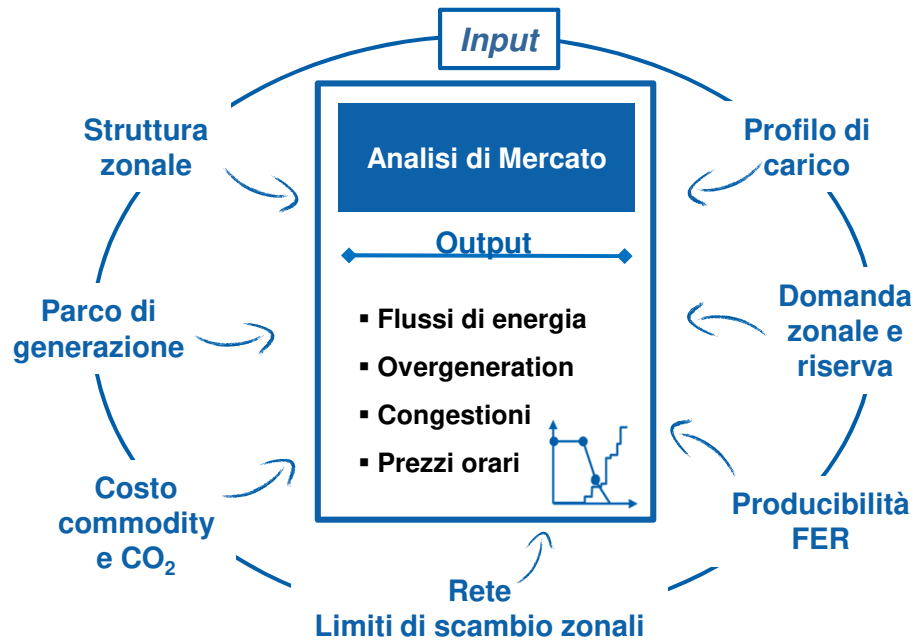 Input
Struttura
zonale
Parco di
generazione
Costo
commodity
e CO₂
Analisi di Mercato
Output
▪ Flussi di energia
▪ Overgeneration
▪ Congestioni
▪ Prezzi orari
Profilo di
carico
Domanda
zonale e
riserva
Producibilità
FER
Rete
Limiti di scambio zonali